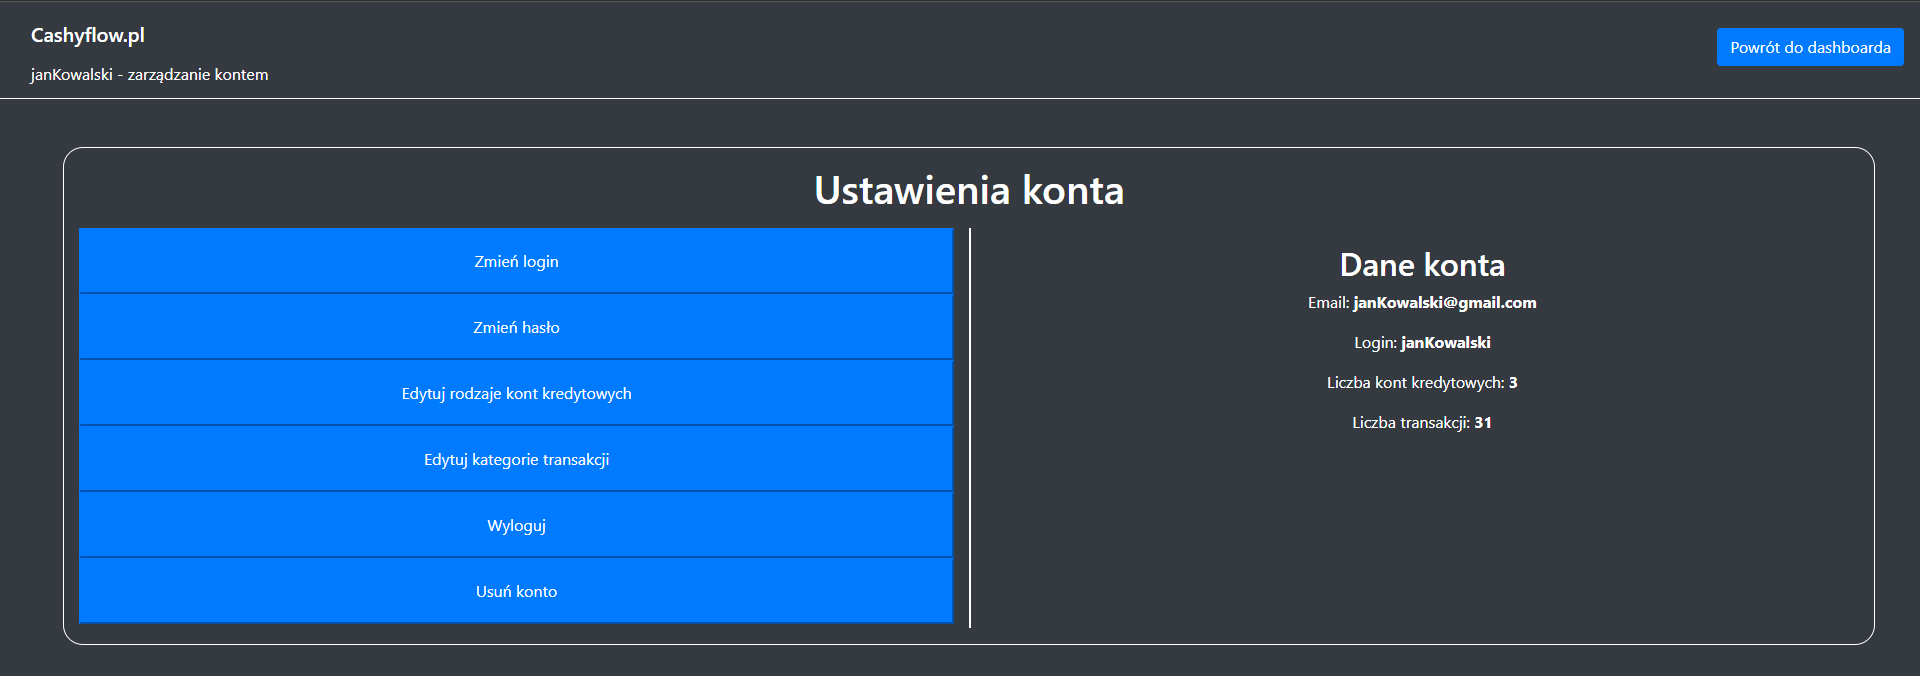 Cashyflow.pl
janKowalski - zarządzanie kontem
Powrót do dashboarda
Ustawienia konta
Zmień login
Zmień hasło
Edytuj rodzaje kont kredytowych
Edytuj kategorie transakcji
Wyloguj
Usuń konto
Dane konta
Email: janKowalski@gmail.com
Login: janKowalski
Liczba kont kredytowych: 3
Liczba transakcji: 31